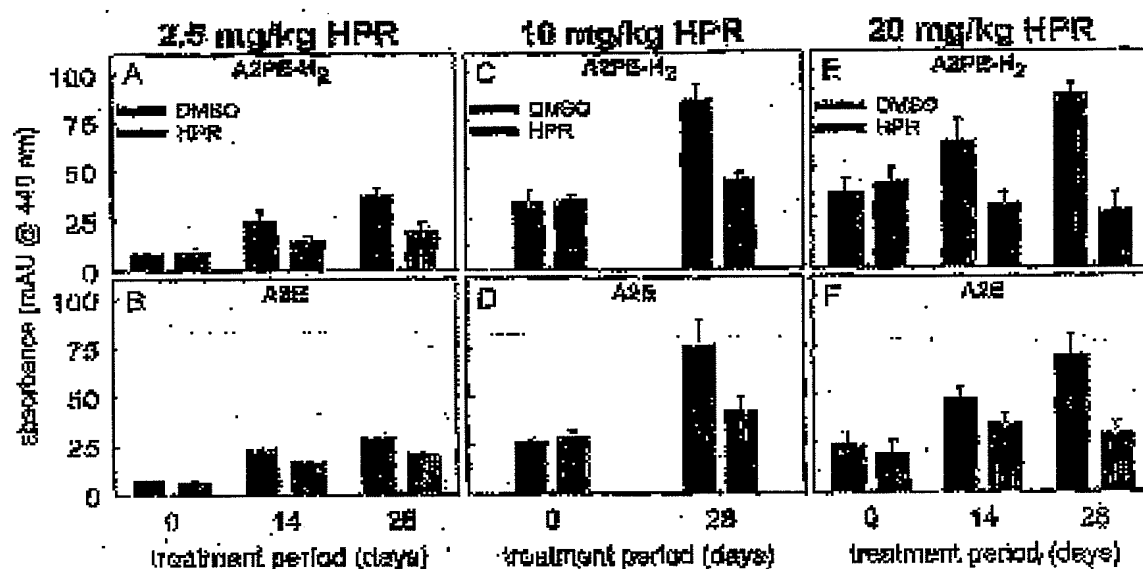 2.5 mg/kg HPR
10 mg/kg HPR
20 mg/kg HPR
A
A2PE-H2
C
A2PE-H2
E
A2PE-H2
DMSO
HPR
DMSO
HPR
DMSO
HPR
100
75
50
25
0
B
A2E
D
A2E
F
A2E
100
75
50
25
0
absorbance [mAU @ 440 nm]
0
14
28
0
28
0
14
28
treatment period (days)
treatment period (days)
treatment period (days)